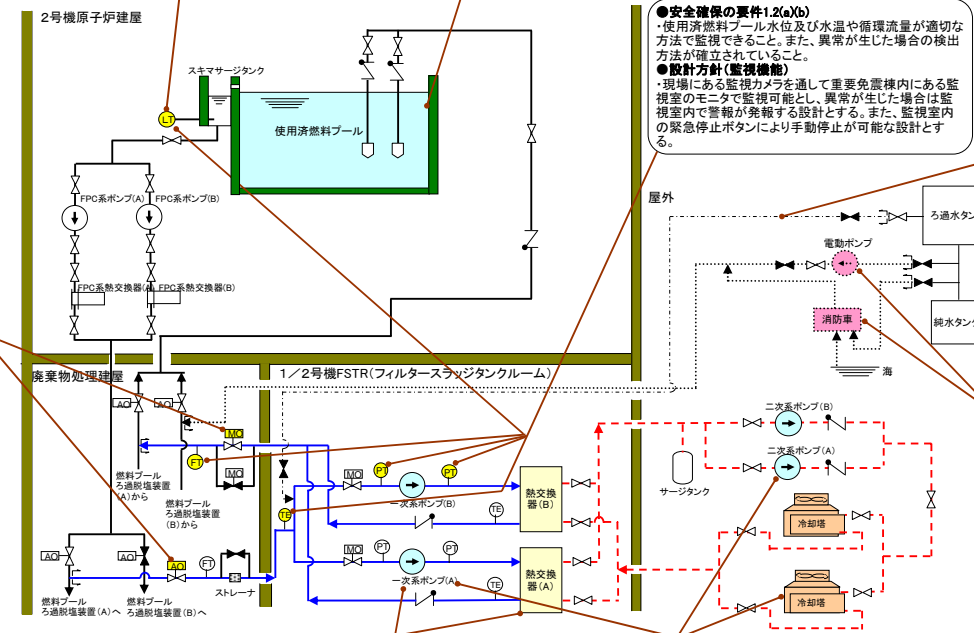 2号機原子炉建屋
●安全確保の要件1.2(a)(b)
・使用済燃料プール水位及び水温や循環流量が適切な
方法で監視できること。また、異常が生じた場合の検出
方法が確立されていること。
●設計方針(監視機能)
・現場にある監視カメラを通して重要免震棟内にある監
視室のモニタで監視可能とし、異常が生じた場合は監
視室内で警報が発報する設計とする。また、監視室内
の緊急停止ボタンにより手動停止が可能な設計とす
る。
スキマサージタンク
LT
使用済燃料プール
FPC系ポンプ(A)
FPC系ポンプ(B)
FPC系熱交換器(A)
FPC系熱交換器(B)
屋外
ろ過水タン
電動ポンプ
消防車
純水タンク
海
廃棄物処理建屋
1/2号機FSTR(フィルタースラッジタンクルーム)
AO
AO
MO
FT
MO
燃料プール
ろ過脱塩装置
(A)から
燃料プール
ろ過脱塩装置
(B)から
TE
MO
PT
PT
一次系ポンプ(B)
TE
熱交換
器(B)
MO
PT
PT
一次系ポンプ(A)
TE
熱交換
器(A)
AO
AO
AO
FT
ストレーナ
燃料プール
ろ過脱塩装置(A)へ
燃料プール
ろ過脱塩装置(B)へ
サージタンク
二次系ポンプ(B)
二次系ポンプ(A)
冷却塔
冷却塔